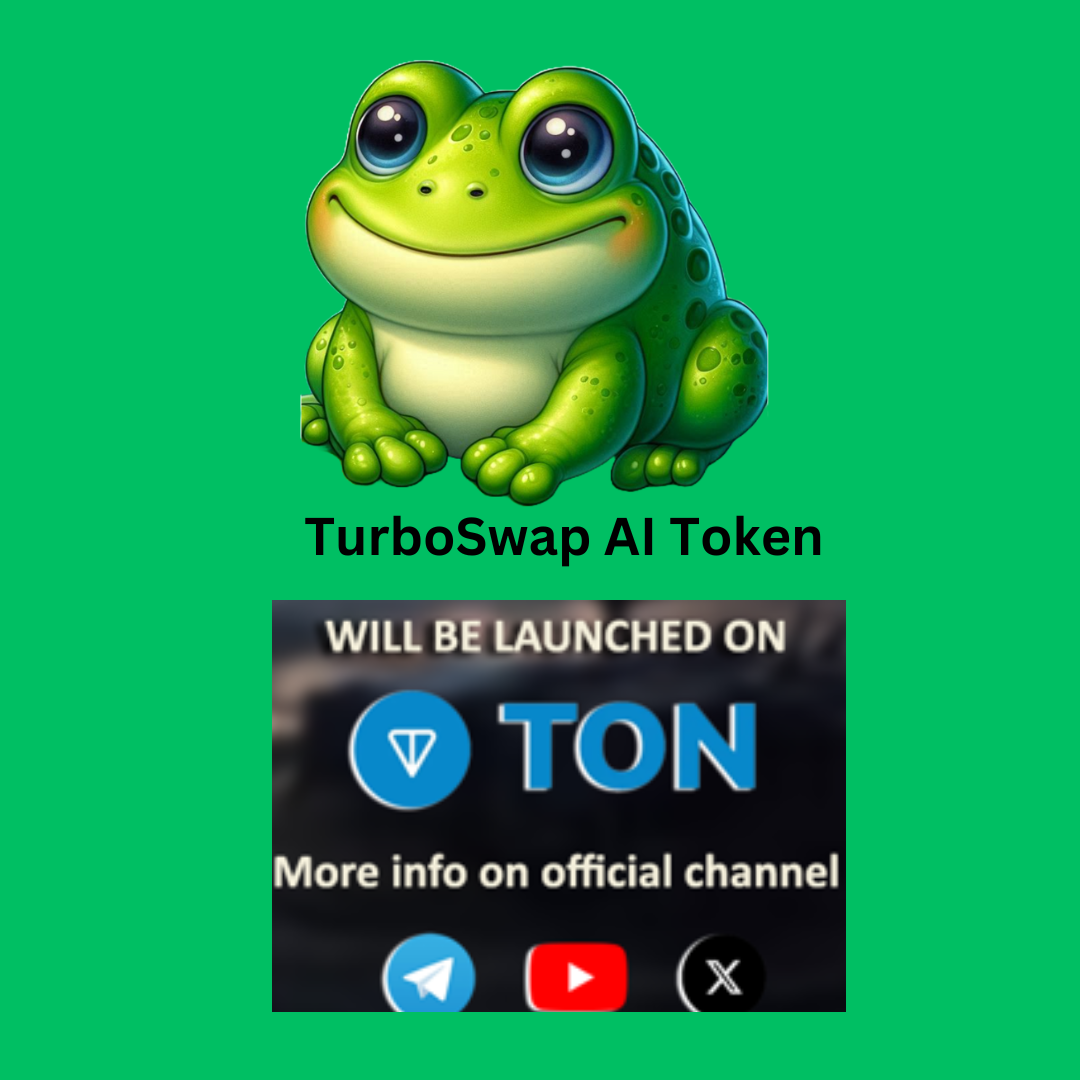 TurboSwap AI Token
WILL BE LAUNCHED ON
TON
More info on official channel